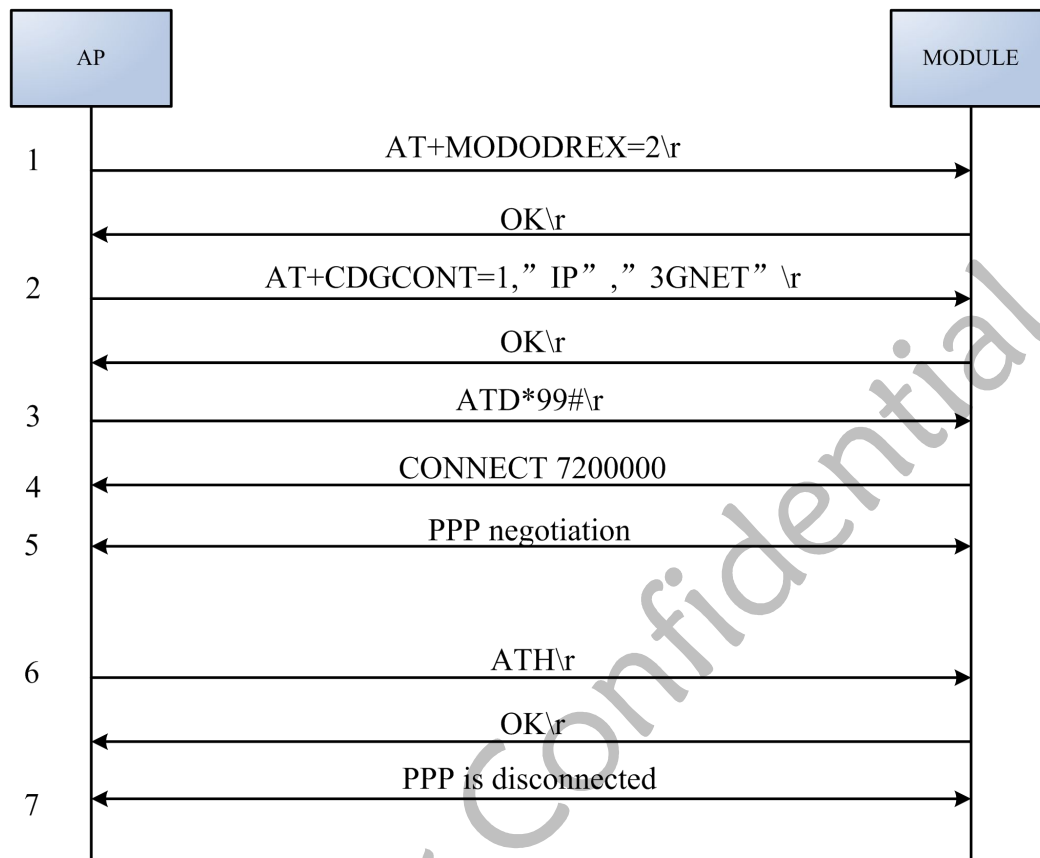 AP
MODULE
1
AT+MODODREX=2\r
OK\r
2
AT+CDGCONT=1,” IP” ,” 3GNET” \r
OK\r
3
ATD*99#\r
4
CONNECT 7200000
5
PPP negotiation
6
ATH\r
OK\r
7
PPP is disconnected
Confidential